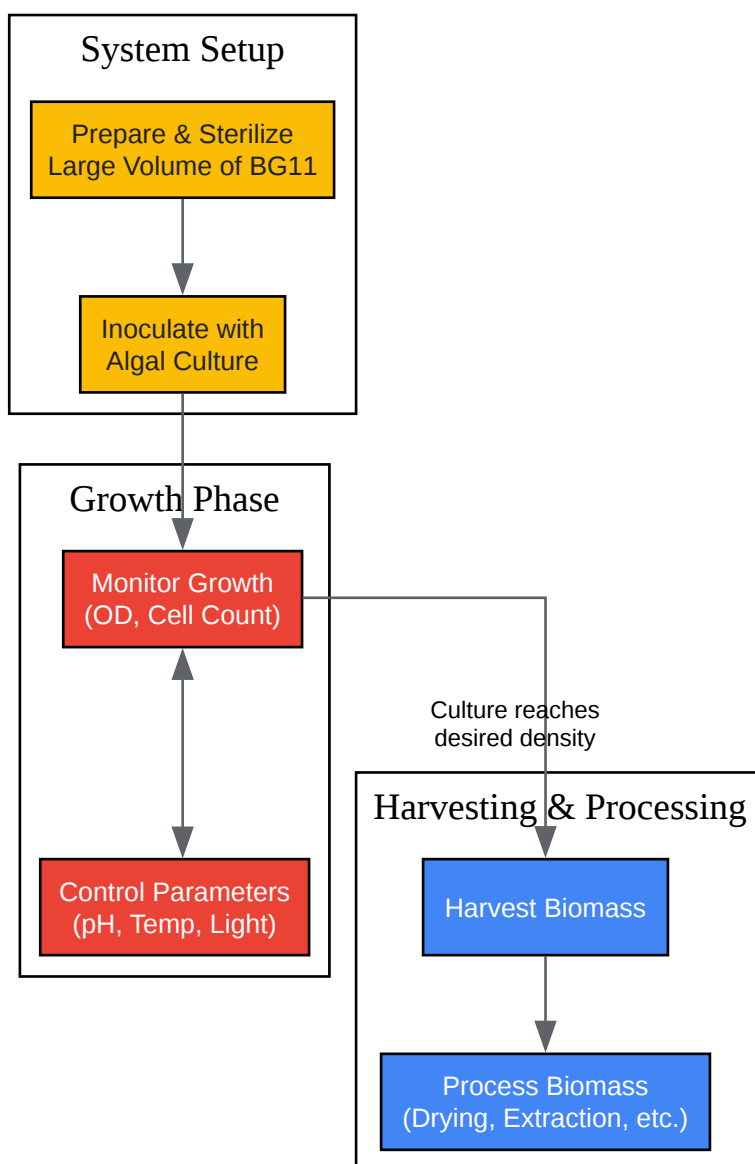 System Setup
Prepare & Sterilize
Large Volume of BG11
Inoculate with
Algal Culture
Growth Phase
Monitor Growth
(OD, Cell Count)
Culture reaches
desired density
Control Parameters
(pH, Temp, Light)
Harvesting & Processing
Harvest Biomass
Process Biomass
(Drying, Extraction, etc.)